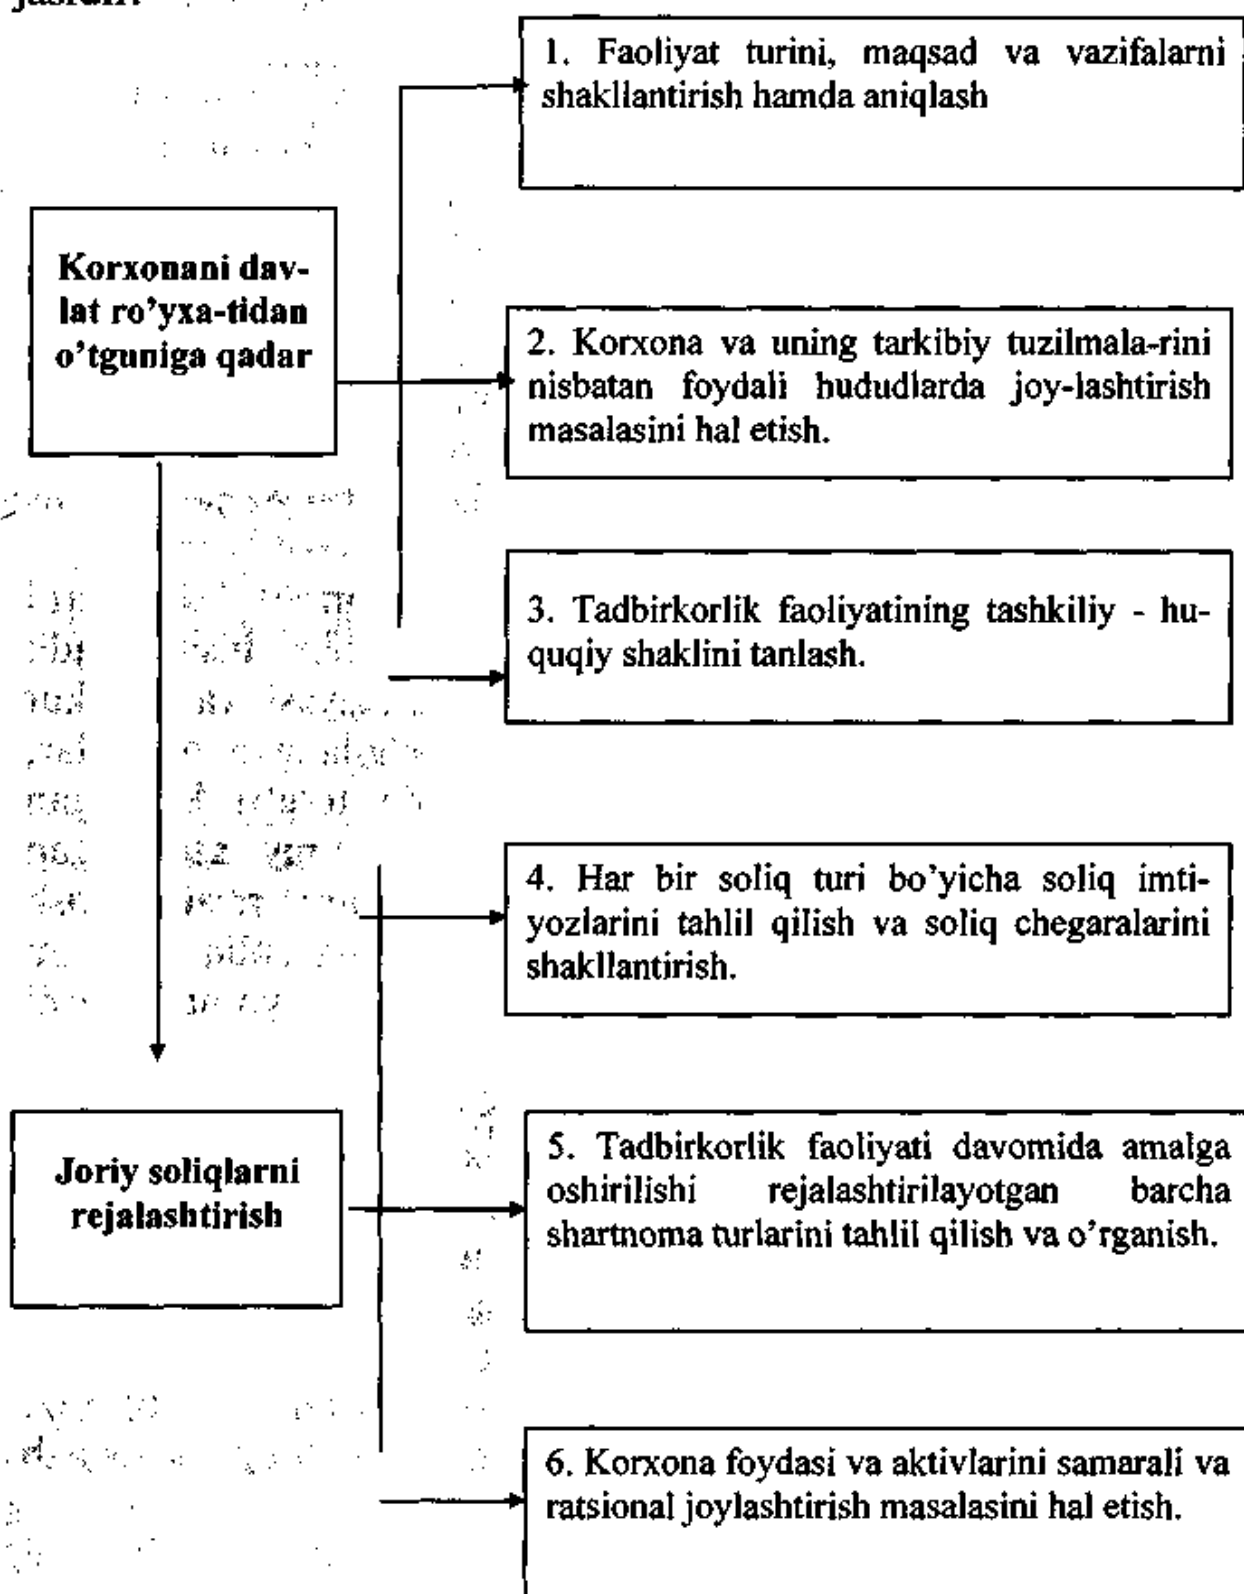 1. Faoliyat turini, maqsad va vazifalarni
shakllantirish hamda aniqlash
Korxonani dav-
lat ro'yxa-tidan
o'tguniga qadar
2. Korxona va uning tarkibiy tuzilmala-rini
nisbatan foydali hududlarda joy-lashtirish
masalasini hal etish.
3. Tadbirkorlik faoliyatining tashkiliy - hu-
quqiy shaklini tanlash.
4. Har bir soliq turi bo'yicha soliq imti-
yozlarini tahlil qilish va soliq chegaralarini
shakllantirish.
Joriy soliqlarni
rejalashtirish
5. Tadbirkorlik faoliyati davomida amalga
oshirilishi rejalashtirilayotgan barcha
shartnoma turlarini tahlil qilish va o'rganish.
6. Korxona foydasi va aktivlarini samarali va
ratsional joylashtirish masalasini hal etish.